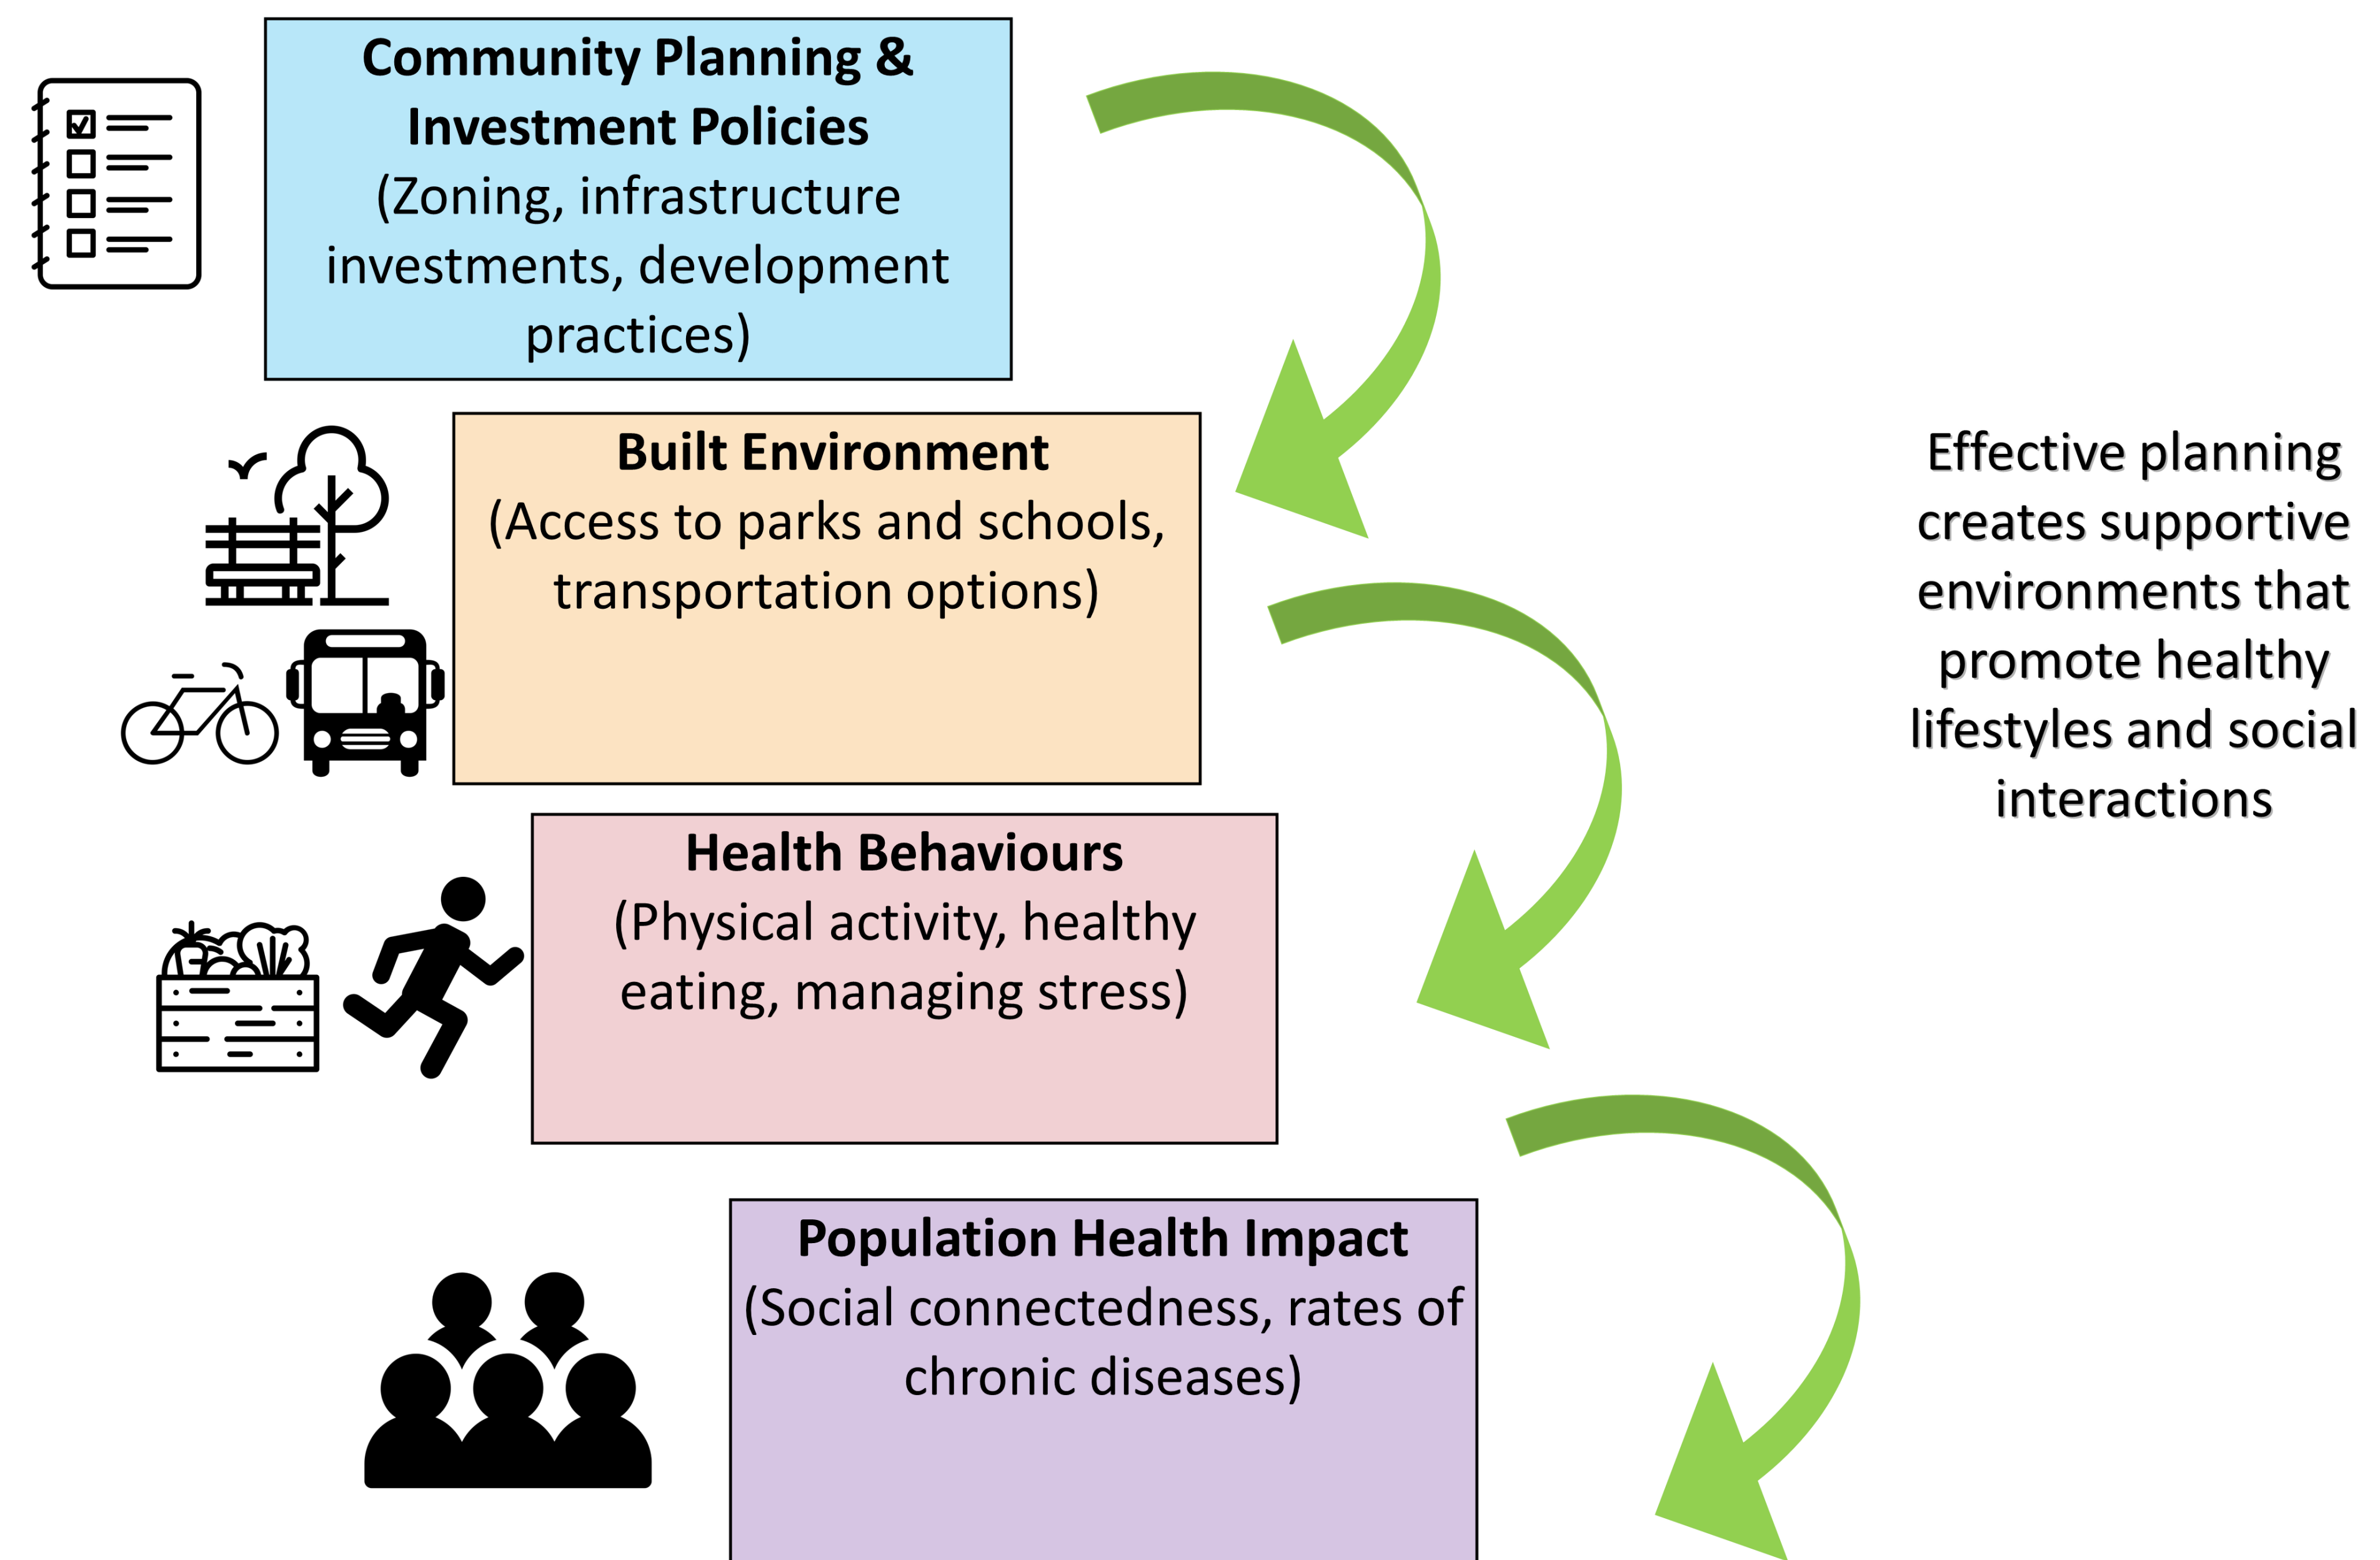 Community Planning &
Investment Policies
(Zoning, infrastructure
investments, development
practices)
Built Environment
(Access to parks and schools,
transportation options)
Health Behaviours
(Physical activity, healthy
eating, managing stress)
Population Health Impact
(Social connectedness, rates of
chronic diseases)
Effective planning
creates supportive
environments that
promote healthy
lifestyles and social
interactions